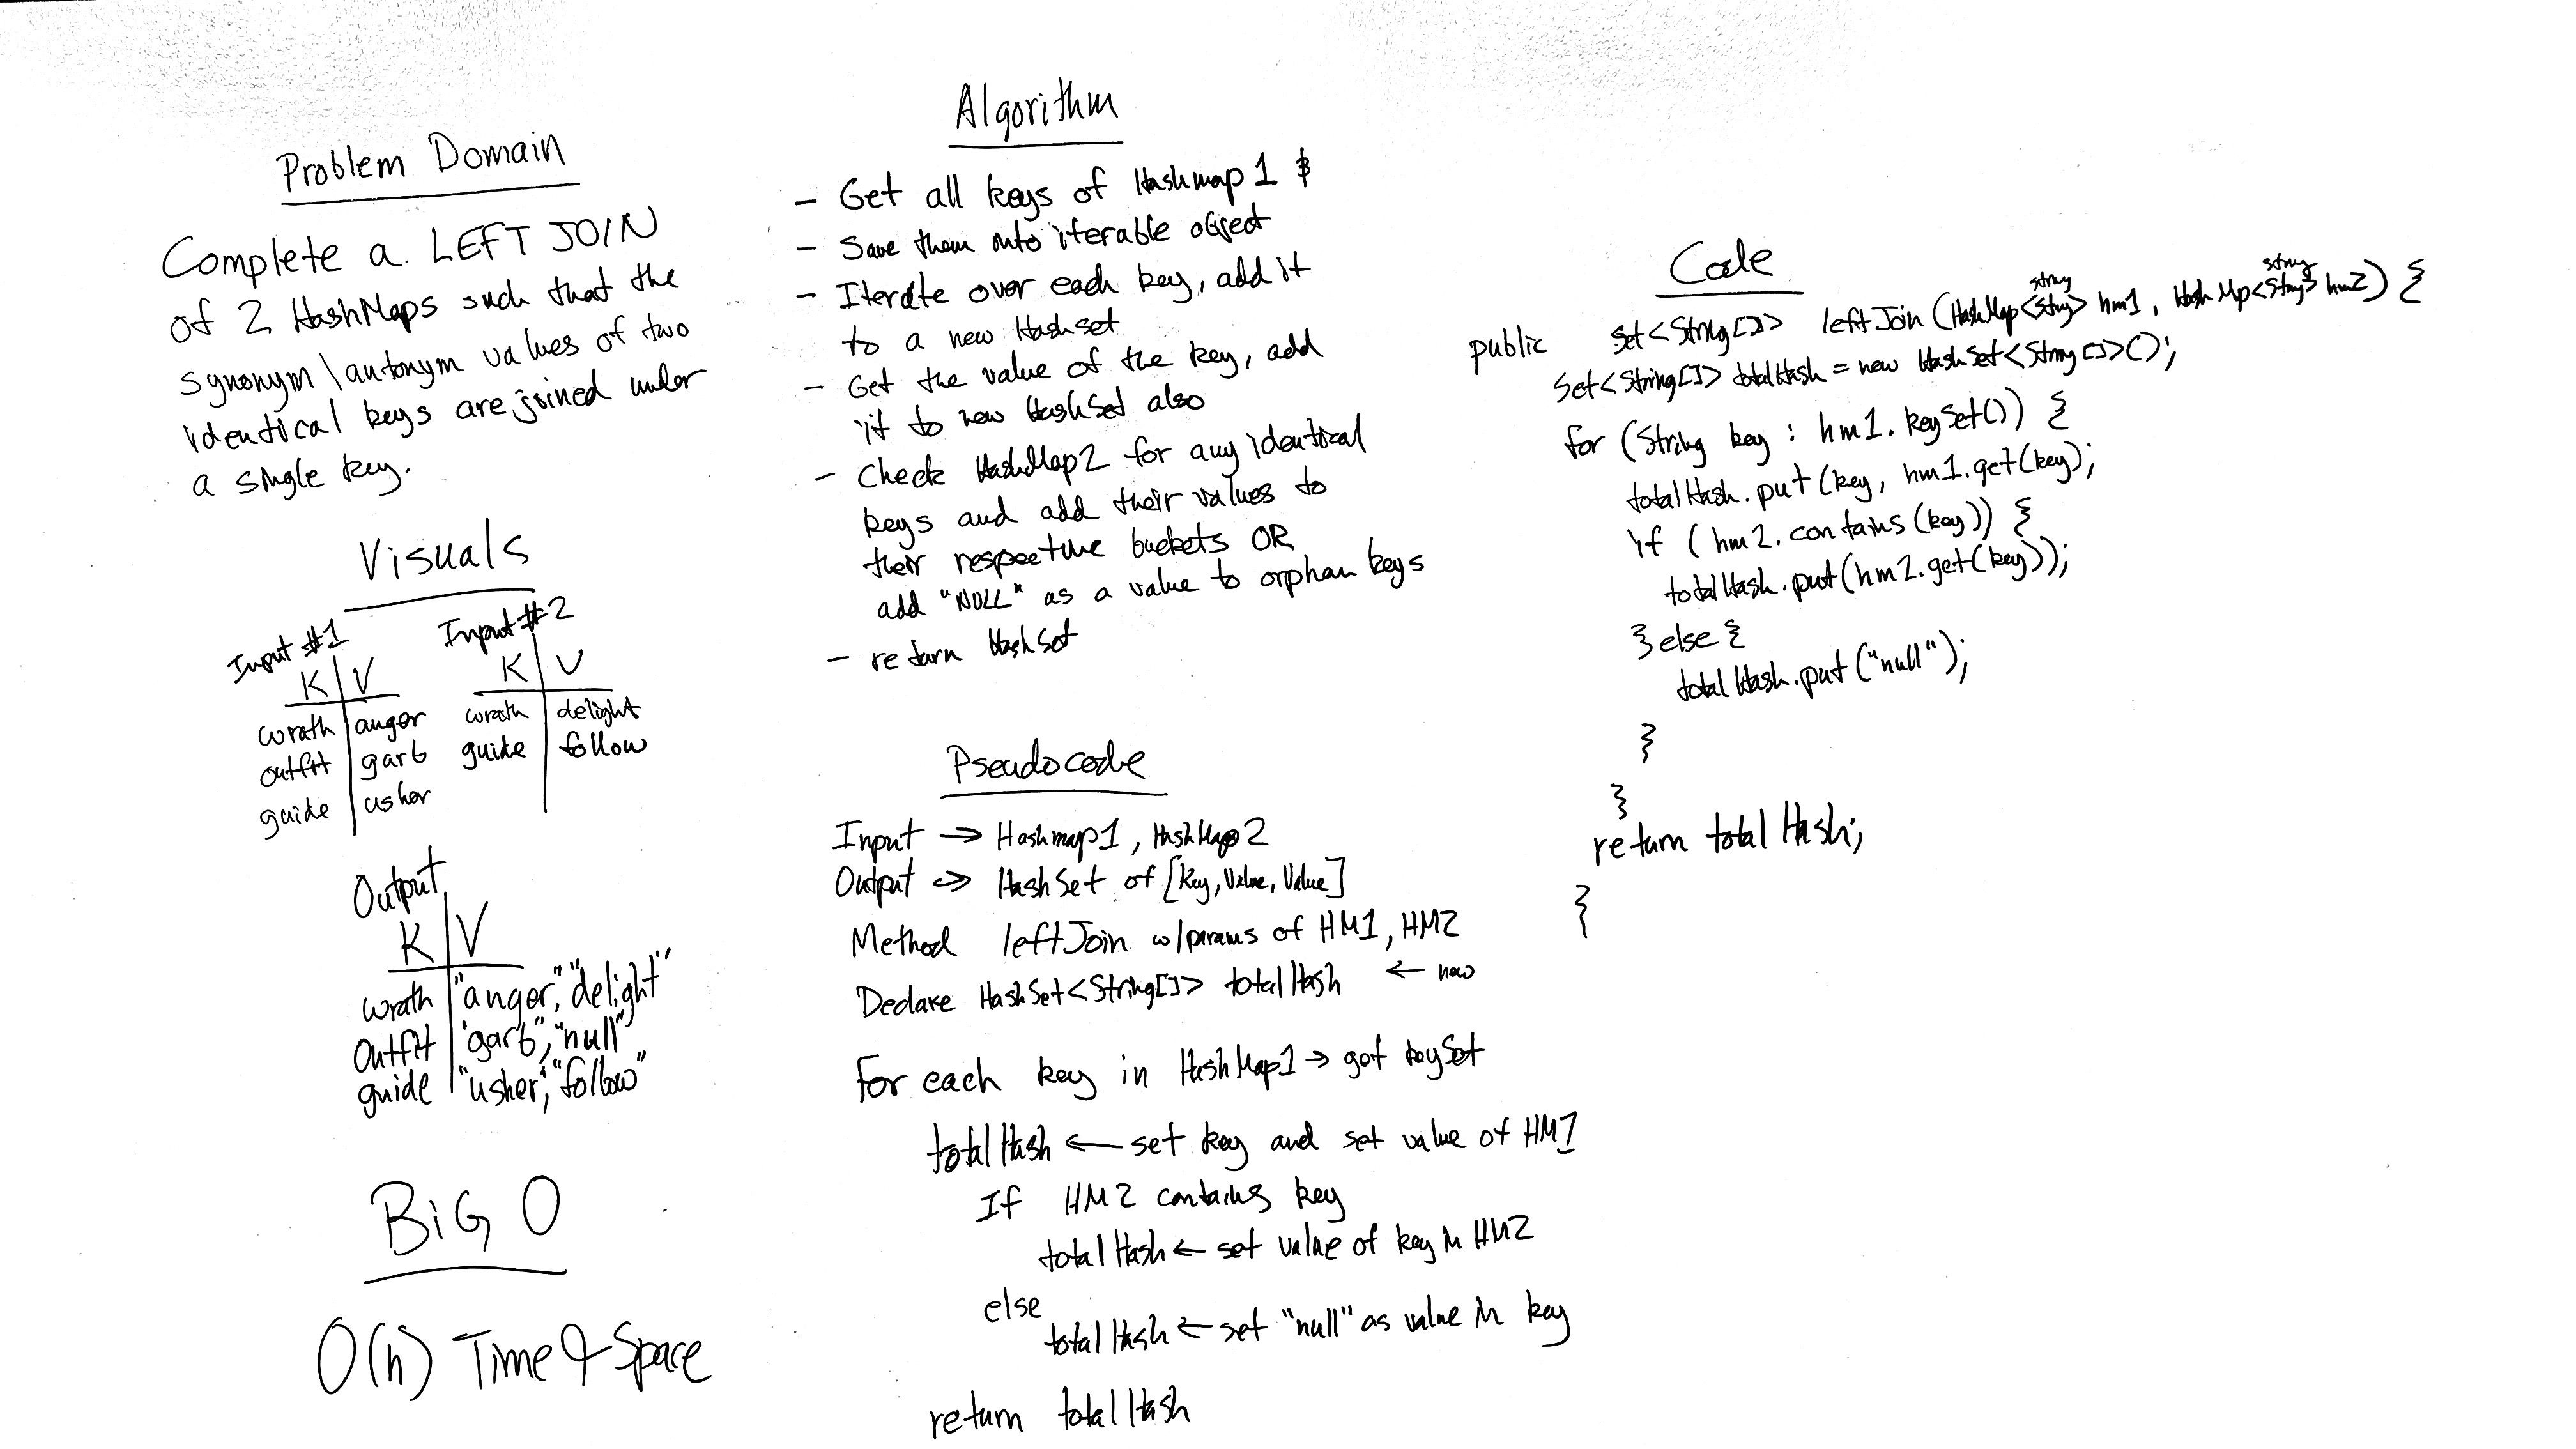 Problem Domain
Complete a LEFT JOIN
of 2 HashMaps such that the
synonym \ antonym values of two
identical keys are joined under
a single key.
Visuals
Input #1
K | V
wrath | anger
outfit | garb
guide | usher
Input #2
K | V
wrath | delight
guide | follow
Output
K | V
wrath | "anger", "delight"
outfit | "garb", "null"
guide | "usher", "follow"
BiG O
O(n) Time & Space
Algorithm
- Get all keys of Hashmap 1 &
- Save them into iterable object
- Iterate over each key, add it
to a new Hashset
- Get the value of the key, add
it to new HashSet also
- Check HashMap2 for any identical
keys and add their values to
their respective buckets OR
add "NULL" as a value to orphan keys
- return HashSet
Pseudocode
Input → Hashmap1, HashMap2
Output => HashSet of [Key, Value, Value]
Method leftJoin w/params of HM1, HM2
Declare HashSet<String[]> totalHash ← new
For each key in HashMap1 → get keySet
totalHash ← set key and set value of HM1
If HM2 contains key
totalHash ← set value of key in HM2
else
totalHash ← set "null" as value in key
return totalHash
Code
public Set<String[]> leftJoin (HashMap<String string> hm1, HashMap<String string> hm2) {
Set<String[]> totalHash = new HashSet<String[]>();
for (String key : hm1.keySet()) {
totalHash.put(key, hm1.get(key);
if (hm2.contains(key)) {
totalHash.put(hm2.get(key));
} else {
totalHash.put("null");
}
}
return totalHash;
}